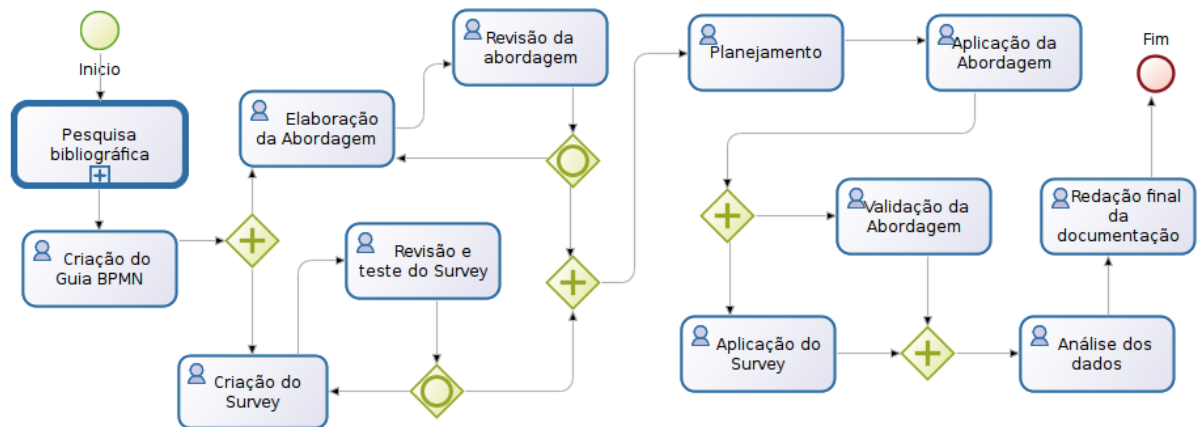 Inicio
Pesquisa
bibliográfica
Criação do
Guia BPMN
Elaboração
da Abordagem
Revisão da
abordagem
Criação do
Survey
Revisão e
teste do Survey
Planejamento
Aplicação da
Abordagem
Validação da
Abordagem
Aplicação do
Survey
Análise dos
dados
Redação final
da
documentação
Fim